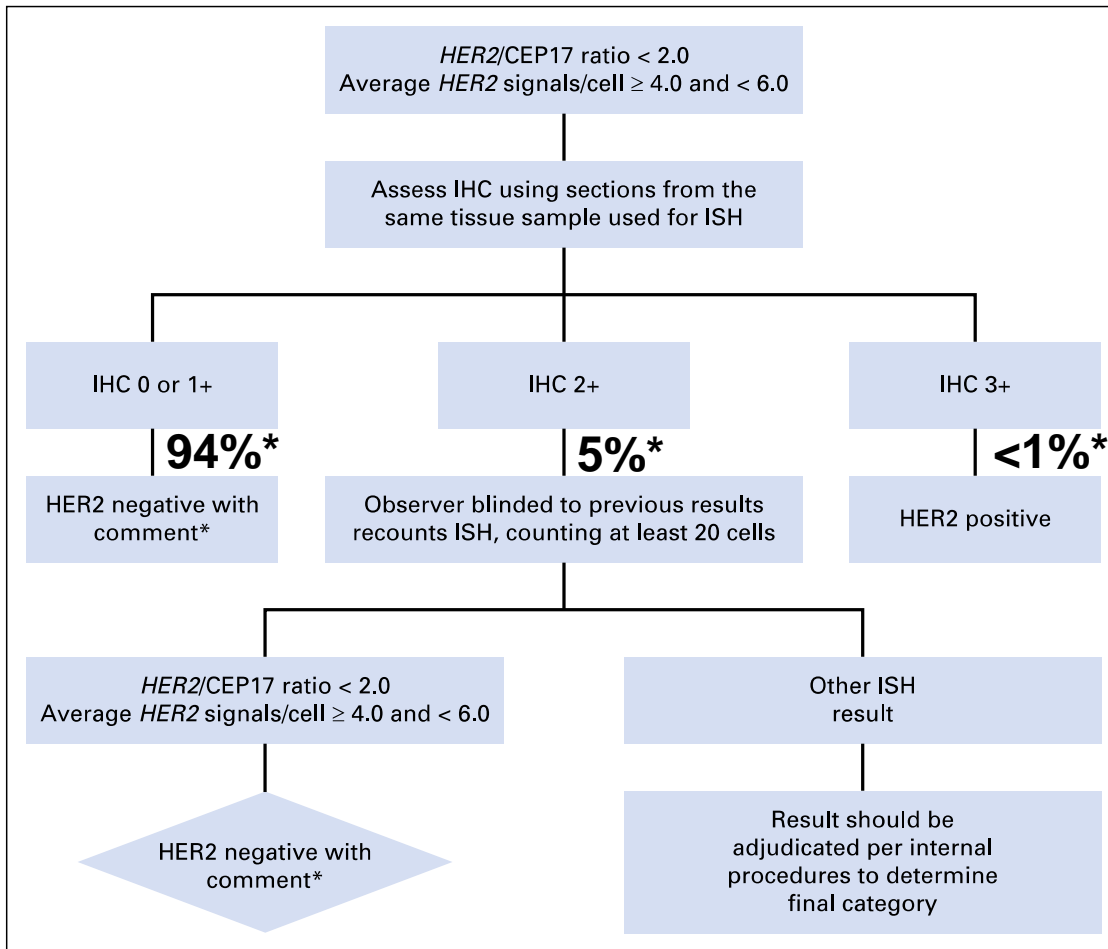 HER2/CEP17 ratio < 2.0
Average HER2 signals/cell ≥ 4.0 and < 6.0
Assess IHC using sections from the
same tissue sample used for ISH
IHC 0 or 1+
IHC 2+
IHC 3+
94%*
5%*
<1%*
HER2 negative with
comment*
Observer blinded to previous results
recounts ISH, counting at least 20 cells
HER2 positive
HER2/CEP17 ratio < 2.0
Average HER2 signals/cell ≥ 4.0 and < 6.0
Other ISH
result
HER2 negative with
comment*
Result should be
adjudicated per internal
procedures to determine
final category